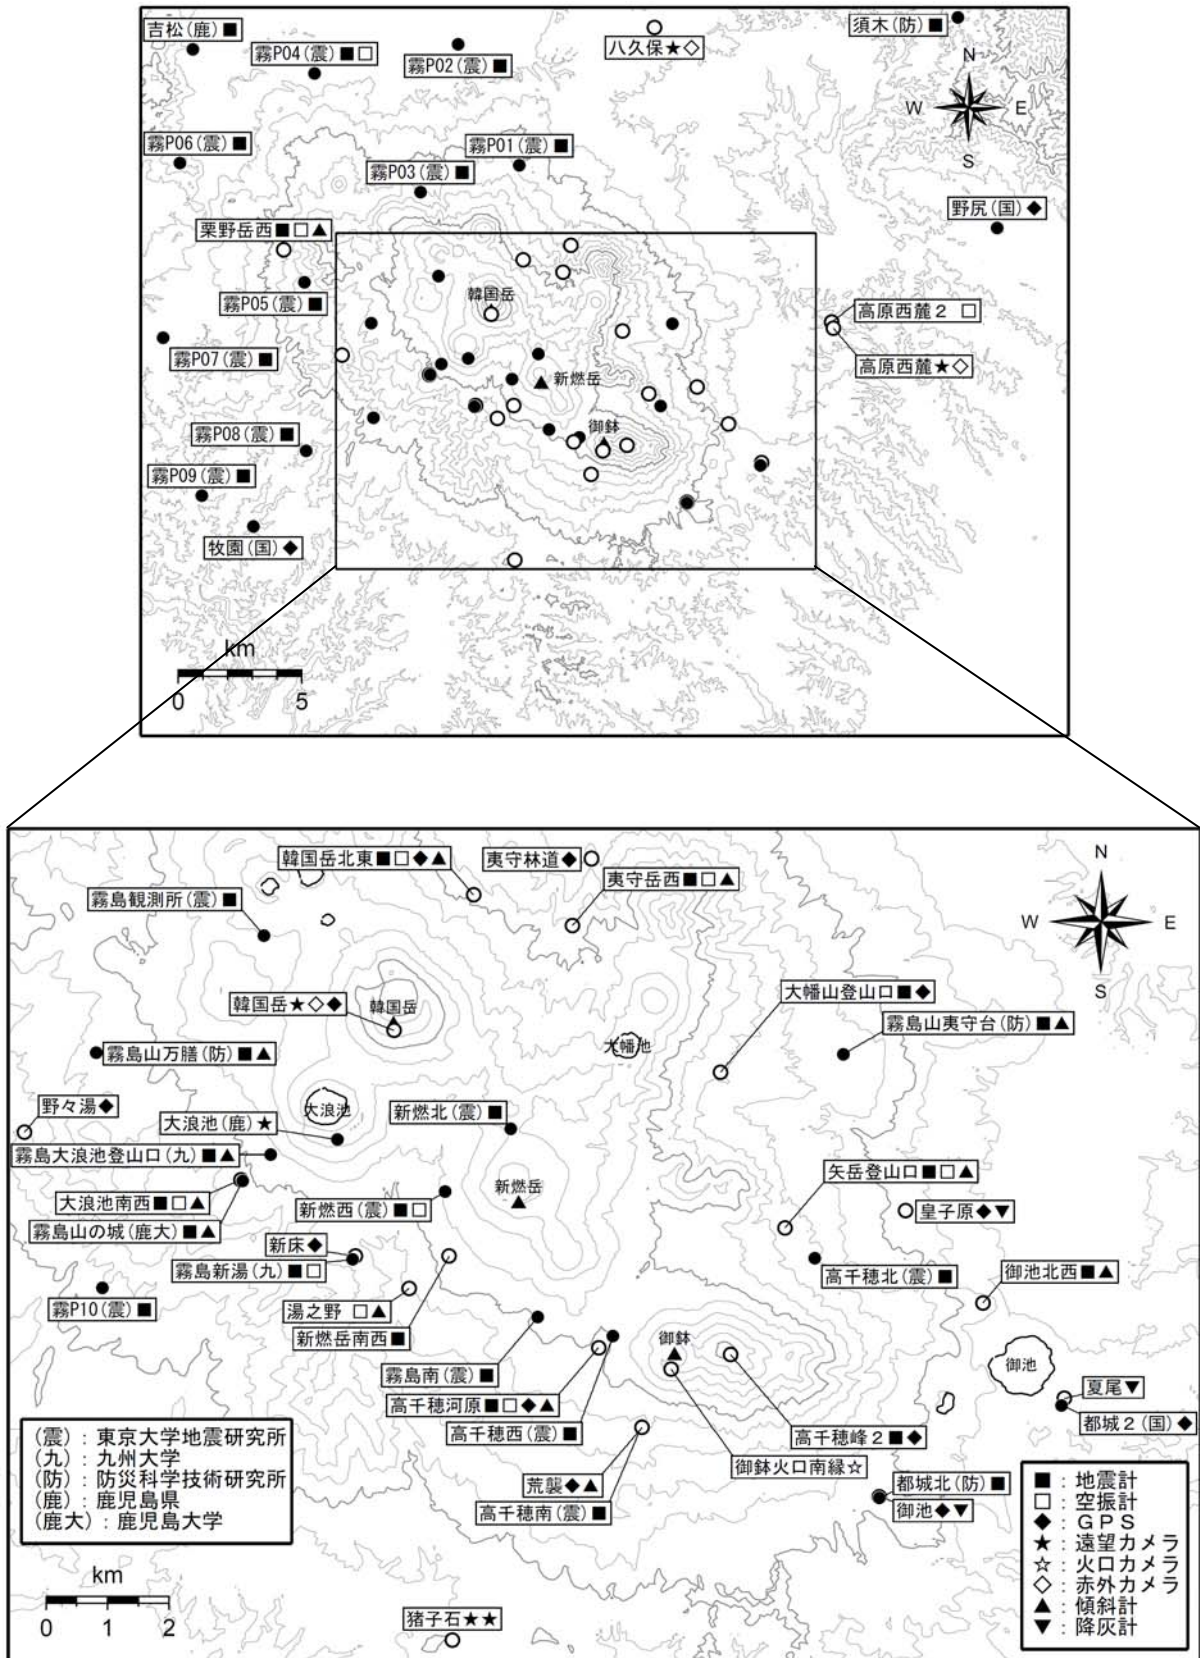 吉松(鹿)■
霧P04(震)■□
霧P02(震)■
八久保★◇
須木(防)■
N
W
E
S
霧P06(震)■
霧P03(震)■
霧P01(震)■
野尻(国)◆
栗野岳西■□▲
霧P05(震)■
韓国岳
高原西麓2 □
高原西麓★◇
霧P07(震)■
新燃岳
御鉢
霧P08(震)■
霧P09(震)■
牧園(国)◆
km
0
5
韓国岳北東■□◆▲
夷守林道◆
夷守岳西■□▲
N
W
E
S
霧島観測所(震)■
韓国岳★◇◆
韓国岳
大幡山登山口■◆
霧島山夷守台(防)■▲
大幡池
霧島山万膳(防)■▲
野々湯◆
大浪池
大浪池(鹿)★
新燃北(震)■
霧島大浪池登山口(九)■▲
大浪池南西■□▲
霧島山の城(鹿大)■▲
新燃西(震)■□
新燃岳
矢岳登山口■□▲
皇子原◆▼
新床◆
霧島新湯(九)■□
霧P10(震)■
湯之野 □▲
新燃岳南西■
高千穂北(震)■
御池北西■▲
霧島南(震)■
高千穂河原■□◆▲
高千穂西(震)■
御鉢
御池
夏尾▼
都城2(国)◆
高千穂峰2■◆
御鉢火口南縁☆
荒襲◆▲
高千穂南(震)■
都城北(防)■
御池◆▼
(震)：東京大学地震研究所
(九)：九州大学
(防)：防災科学技術研究所
(鹿)：鹿児島県
(鹿大)：鹿児島大学
km
0 1 2
猪子石★★
■：地震計
□：空振計
◆：GPS
★：遠望カメラ
☆：火口カメラ
◇：赤外カメラ
▲：傾斜計
▼：降灰計